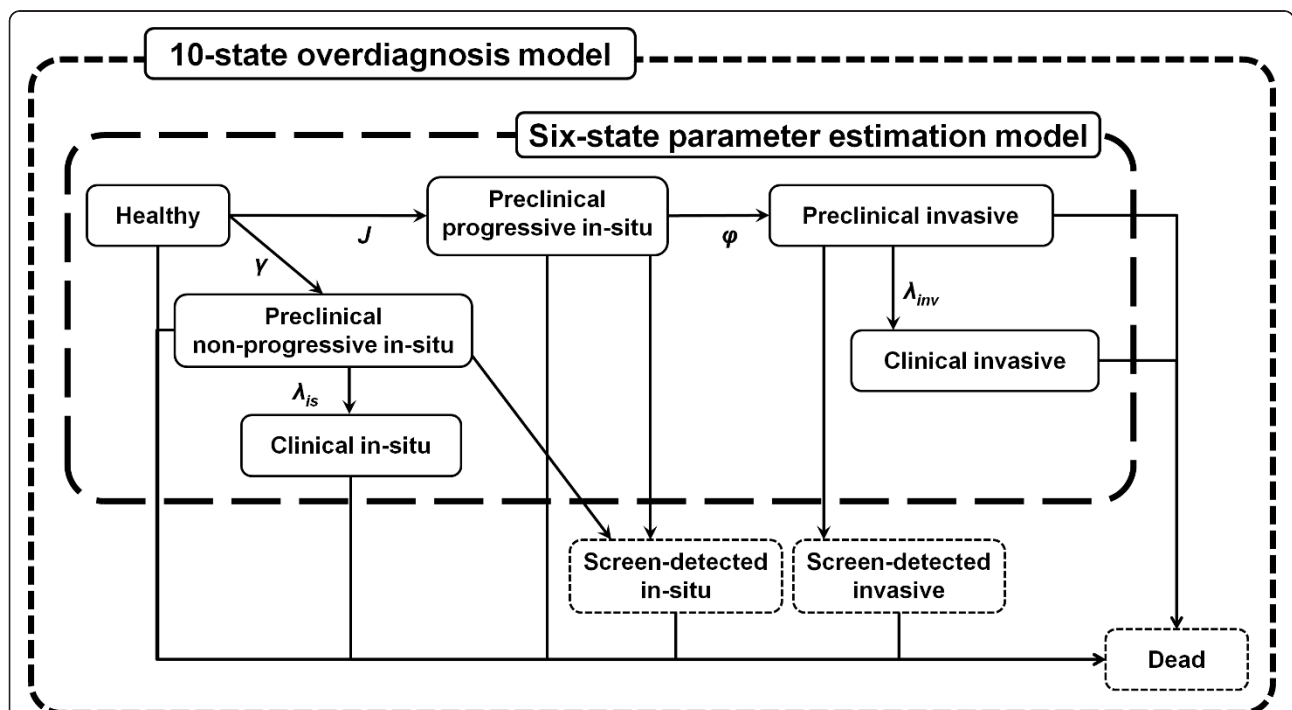 10-state overdiagnosis model
Six-state parameter estimation model
Healthy
Preclinical
progressive in-situ
Preclinical invasive
J
φ
γ
λinv
Preclinical
non-progressive in-situ
Clinical invasive
λis
Clinical in-situ
Screen-detected
in-situ
Screen-detected
invasive
Dead